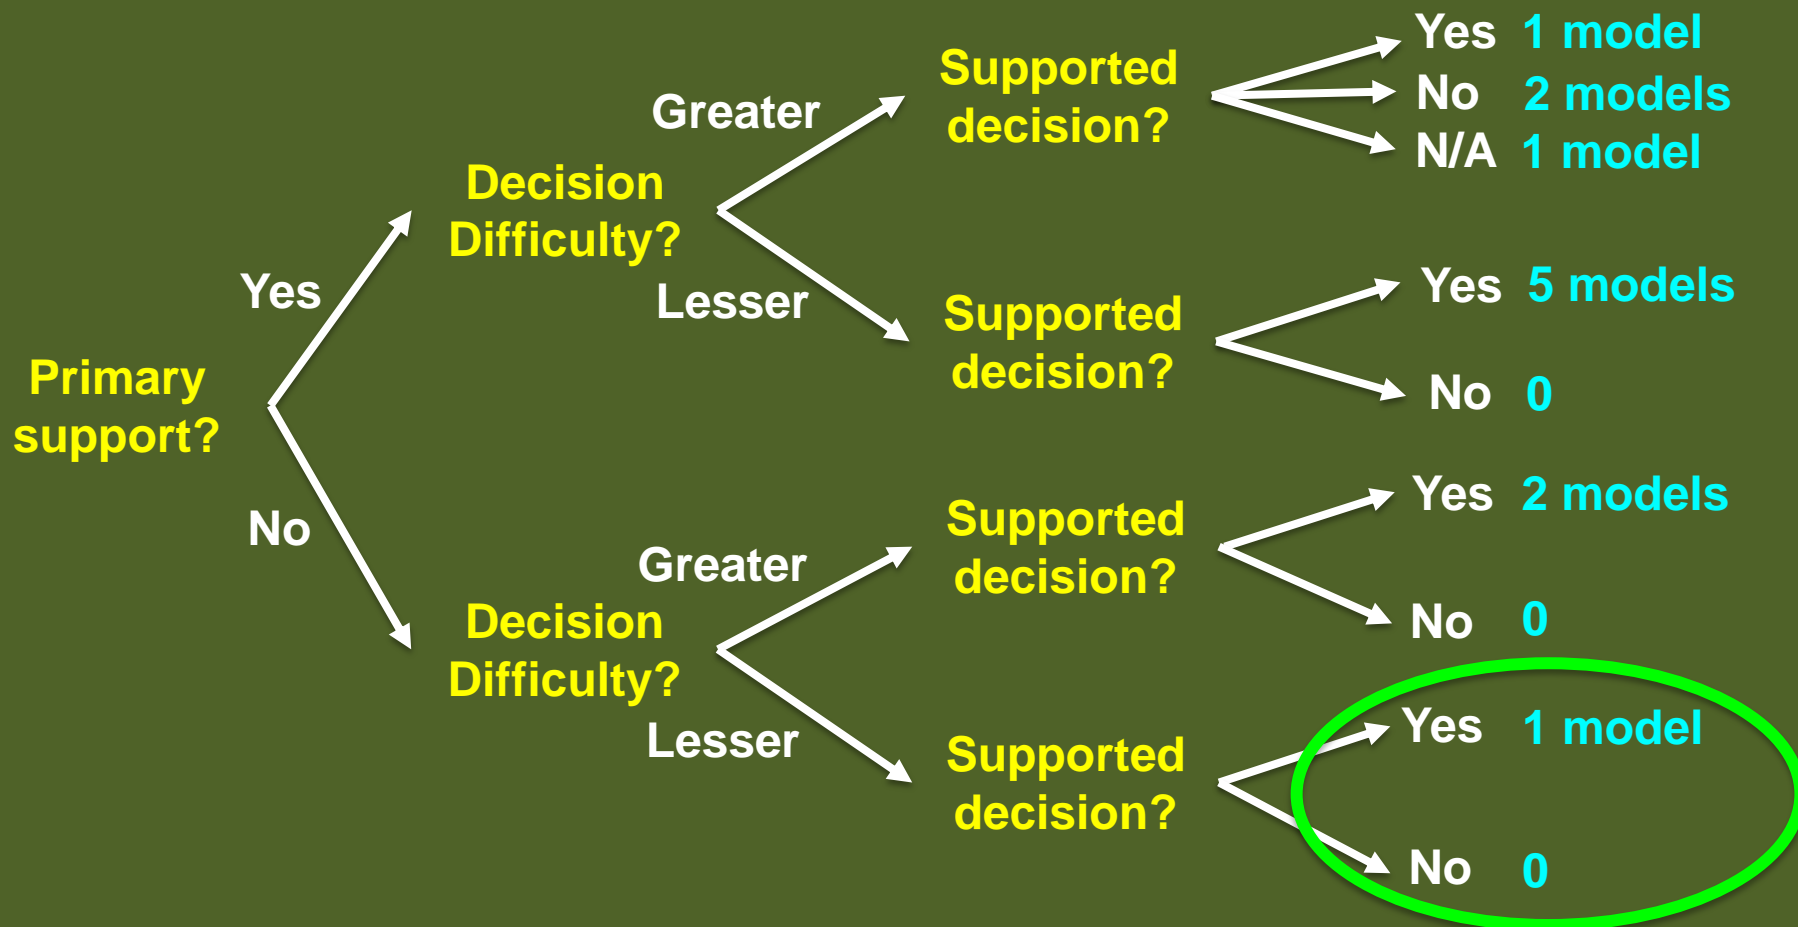 Primary
support?
Yes
No
Decision
Difficulty?
Greater
Lesser
Supported
decision?
Yes 1 model
No 2 models
N/A 1 model
Supported
decision?
Yes 5 models
No 0
Decision
Difficulty?
Greater
Lesser
Supported
decision?
Yes 2 models
No 0
Supported
decision?
Yes 1 model
No 0